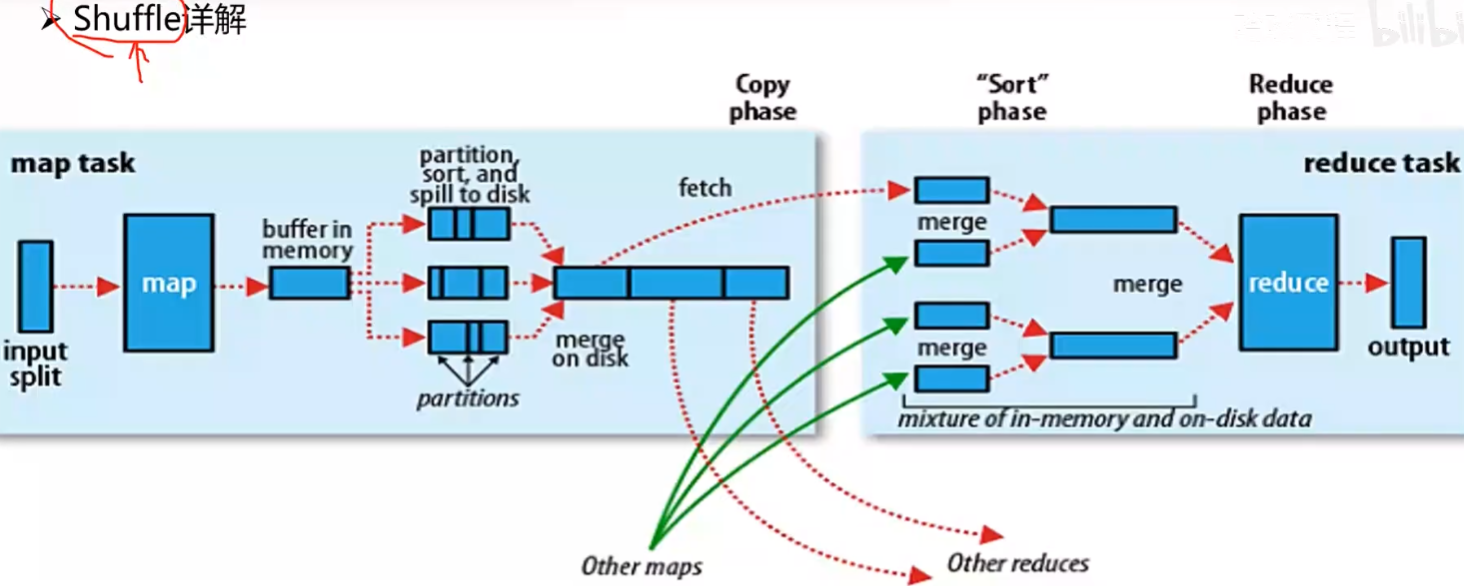 ➤ Shuffle详解
bilibi
Copy
phase
"Sort"
phase
Reduce
phase
map task
reduce task
partition,
sort, and
spill to disk
fetch
buffer in
memory
merge
map
merge
reduce
input
split
merge
on disk
merge
output
partitions
mixture of in-memory and on-disk data
Other maps
Other reduces